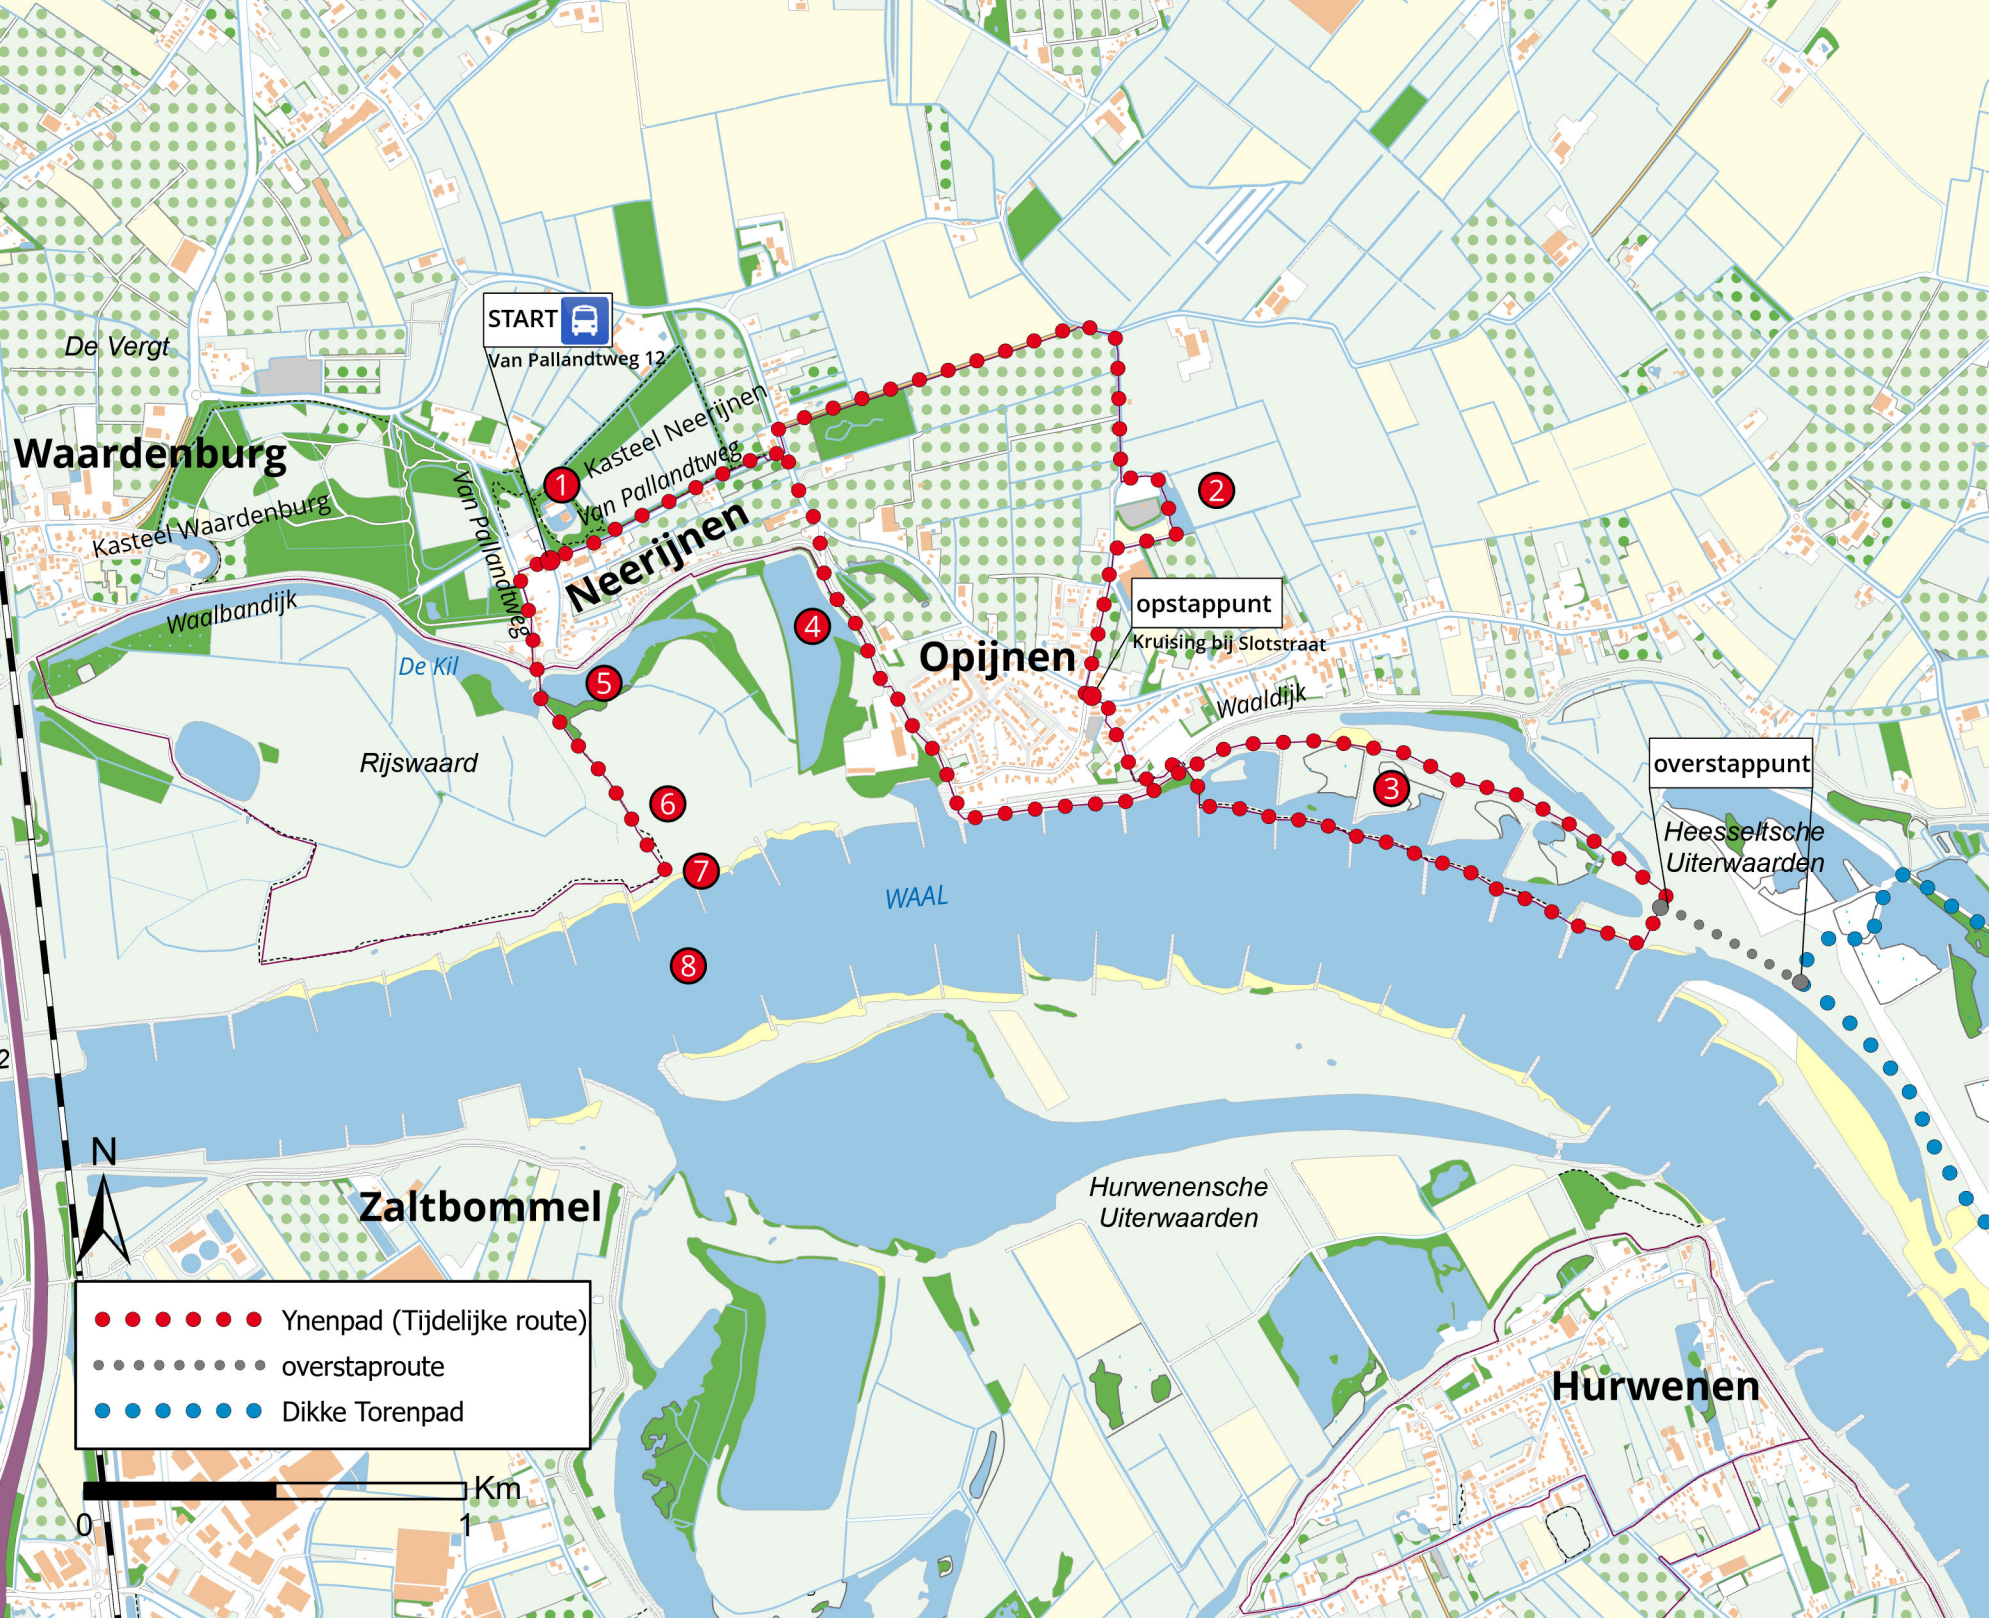 START
Van Pallandtweg 12
De Vergt
Waardenburg
Kasteel Waardenburg
Van Pallandtweg
1
Kasteel Neerijnen
Van Pallandtweg
Neerijnen
2
opstappunt
Kruising bij Slotstraat
Waalbandijk
De Kil
4
5
Opijnen
Waaldijk
Rijswaard
3
overstappunt
Heesseltsche
Uiterwaarden
6
7
WAAL
8
2
N
Zaltbommel
Hurwenensche
Uiterwaarden
Ynenpad (Tijdelijke route)
overstaproute
Dikke Torenpad
Hurwenen
Km
0
1